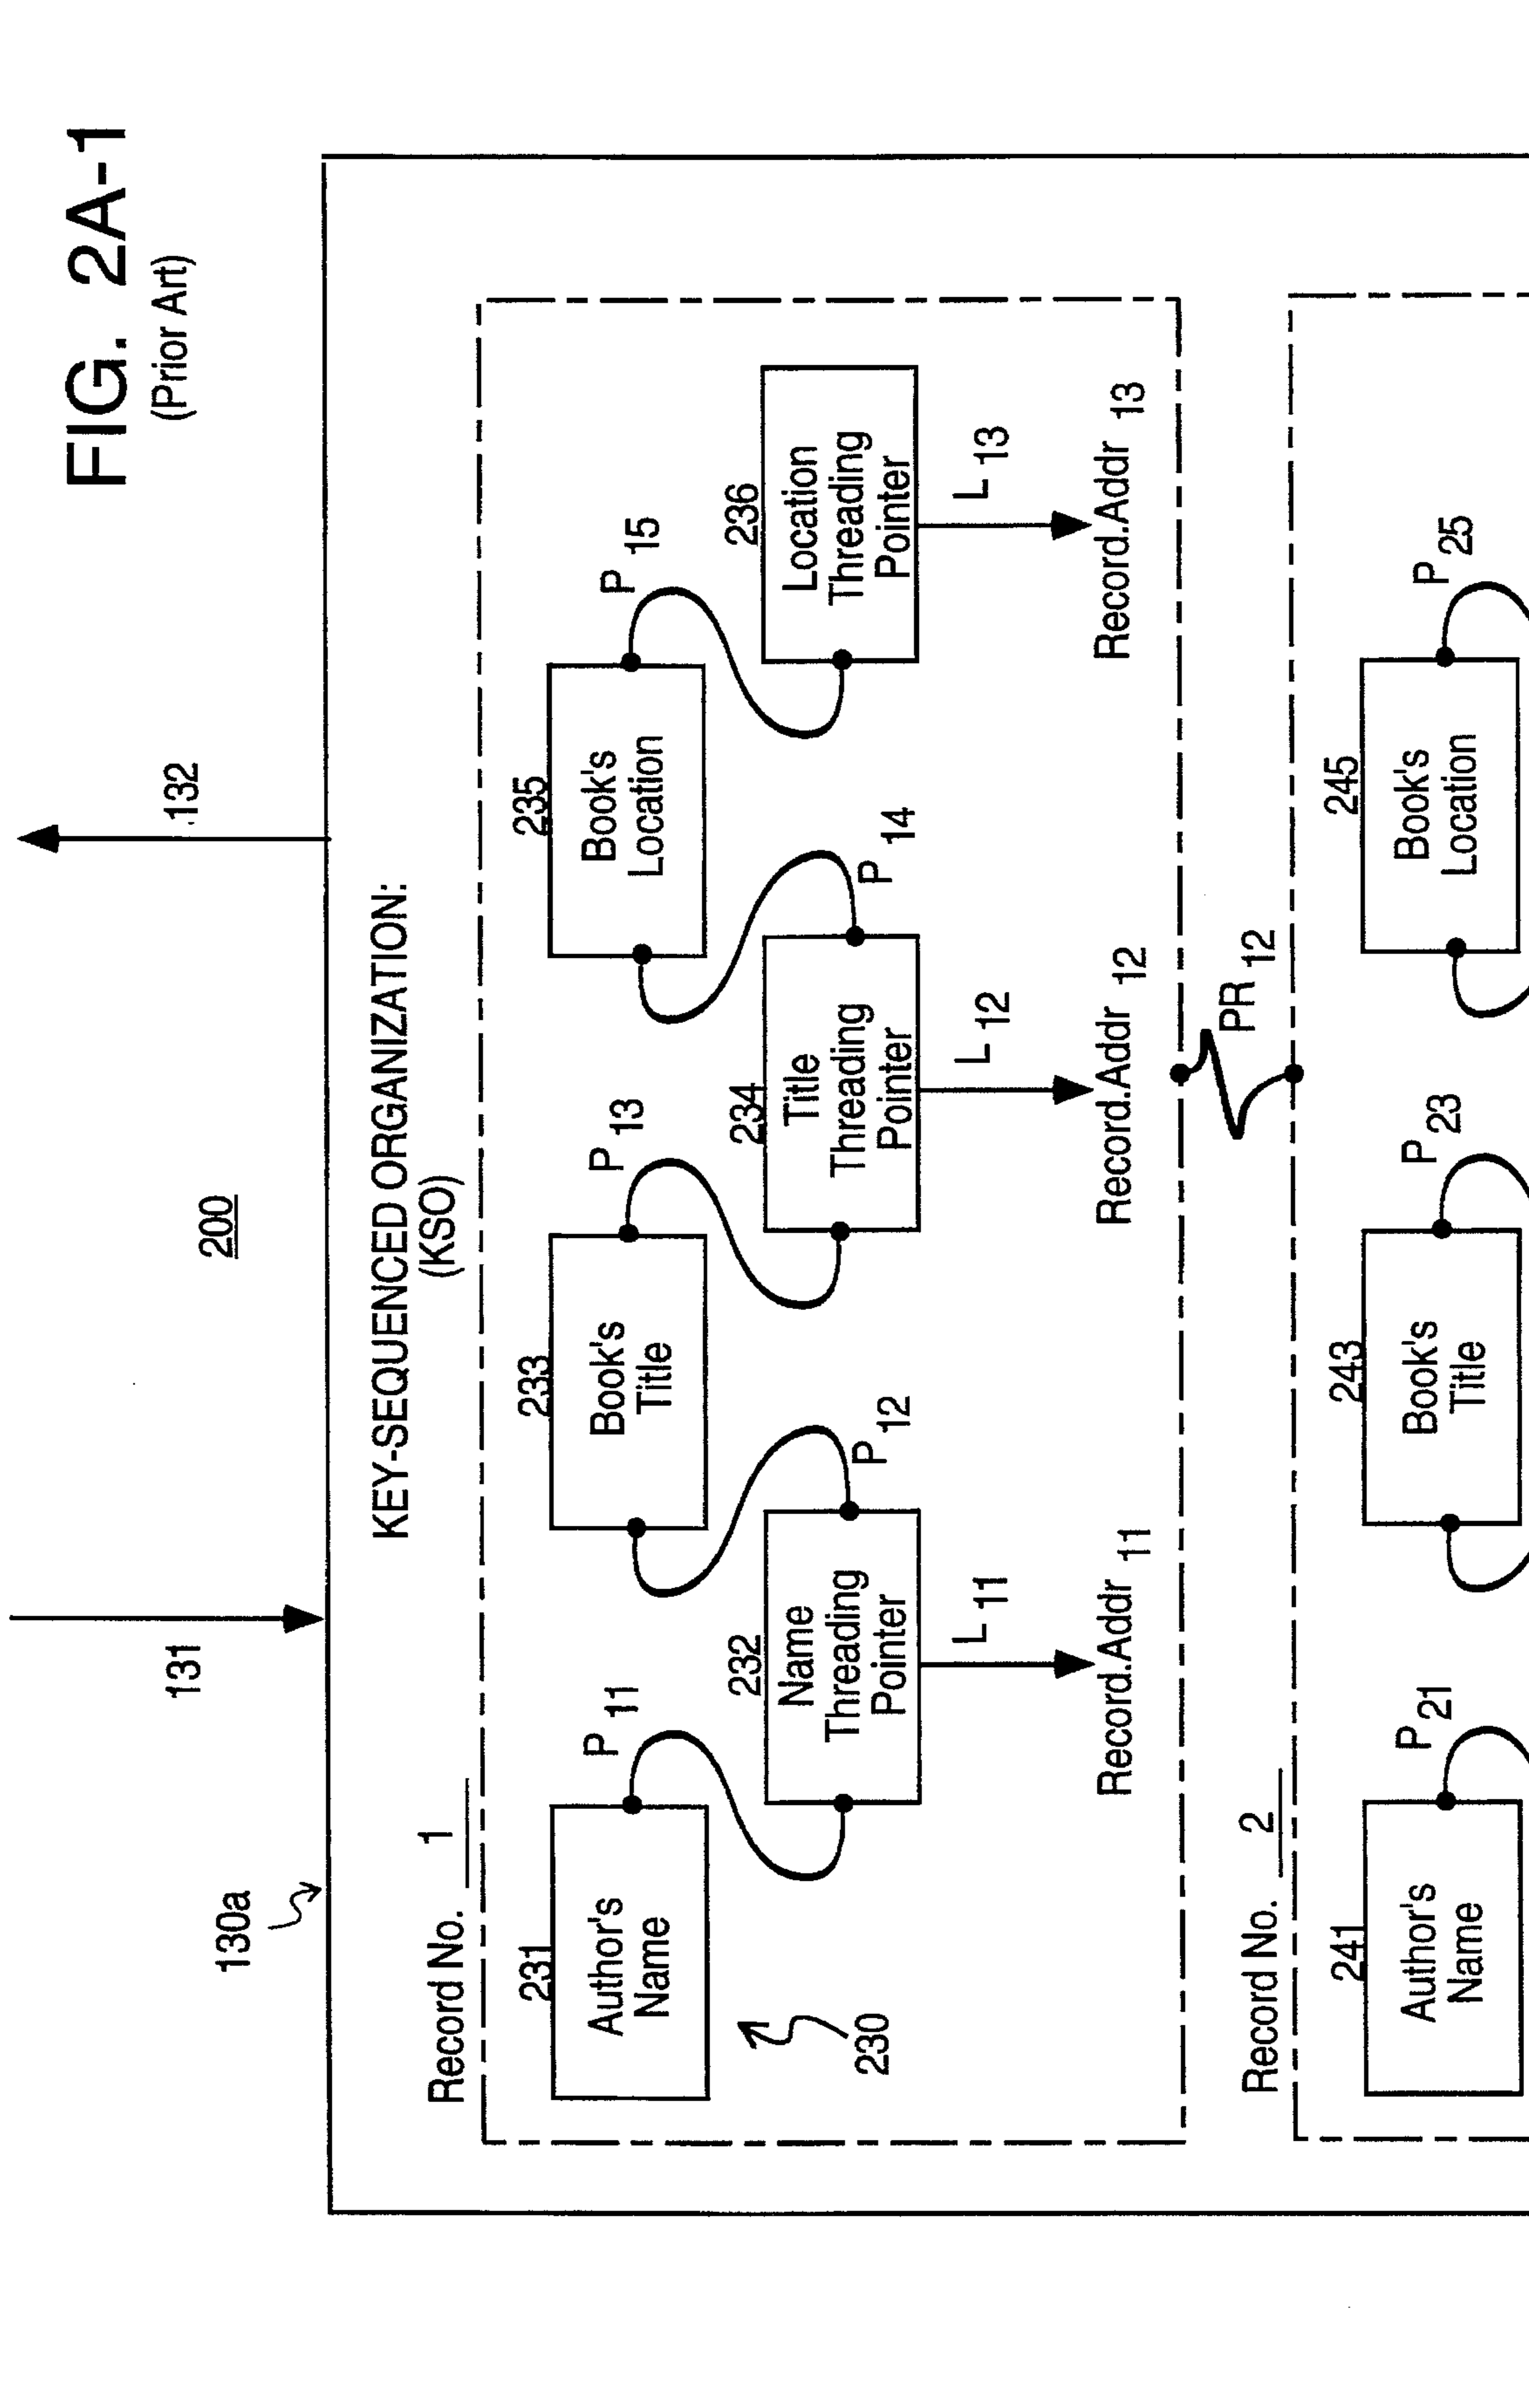 FIG. 2A-1
(Prior Art)
131
200
132
130a
KEY-SEQUENCED ORGANIZATION:
(KSO)
Record No. 1
231
Author's
Name
P 11
233
Book's
Title
P 13
235
Book's
Location
P 15
230
232
Name
Threading
Pointer
P 12
234
Title
Threading
Pointer
P 14
236
Location
Threading
Pointer
L 11
L 12
L 13
Record.Addr 11
Record.Addr 12
Record.Addr 13
PR 12
Record No. 2
241
Author's
Name
P 21
243
Book's
Title
P 23
245
Book's
Location
P 25